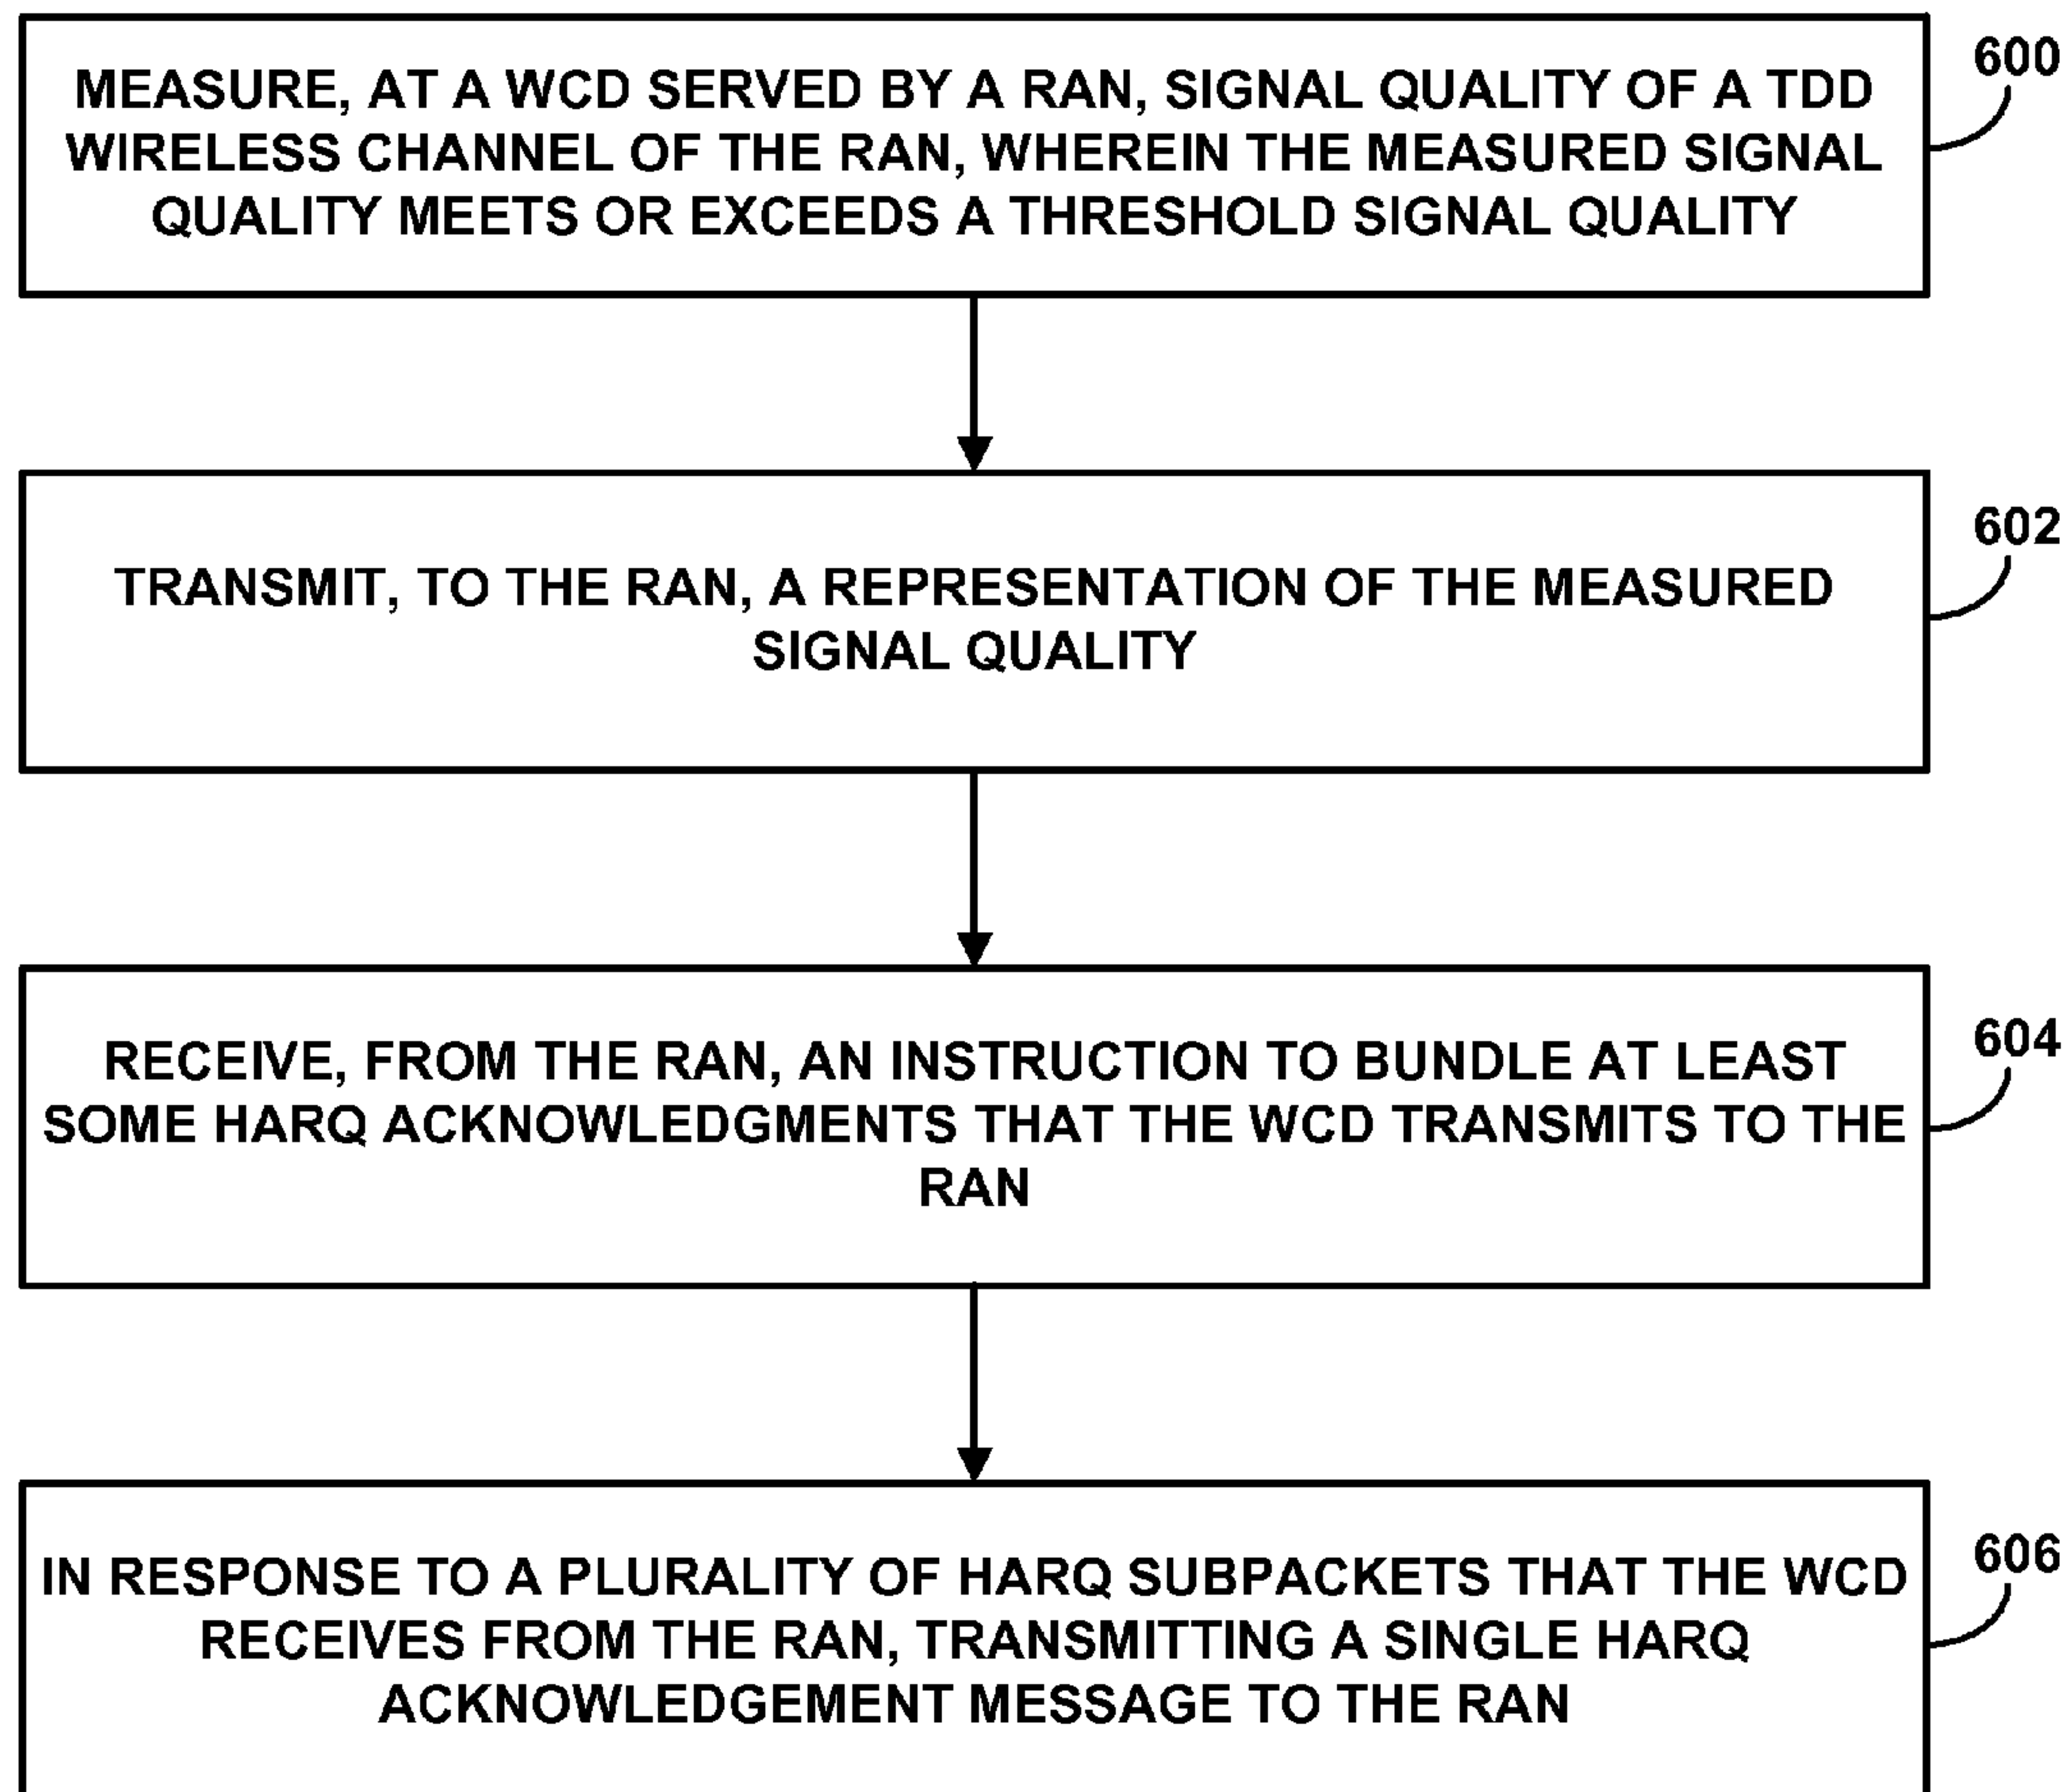 MEASURE, AT A WCD SERVED BY A RAN, SIGNAL QUALITY OF A TDD
WIRELESS CHANNEL OF THE RAN, WHEREIN THE MEASURED SIGNAL
QUALITY MEETS OR EXCEEDS A THRESHOLD SIGNAL QUALITY
600
TRANSMIT, TO THE RAN, A REPRESENTATION OF THE MEASURED
SIGNAL QUALITY
602
RECEIVE, FROM THE RAN, AN INSTRUCTION TO BUNDLE AT LEAST
SOME HARQ ACKNOWLEDGMENTS THAT THE WCD TRANSMITS TO THE
RAN
604
IN RESPONSE TO A PLURALITY OF HARQ SUBPACKETS THAT THE WCD
RECEIVES FROM THE RAN, TRANSMITTING A SINGLE HARQ
ACKNOWLEDGEMENT MESSAGE TO THE RAN
606